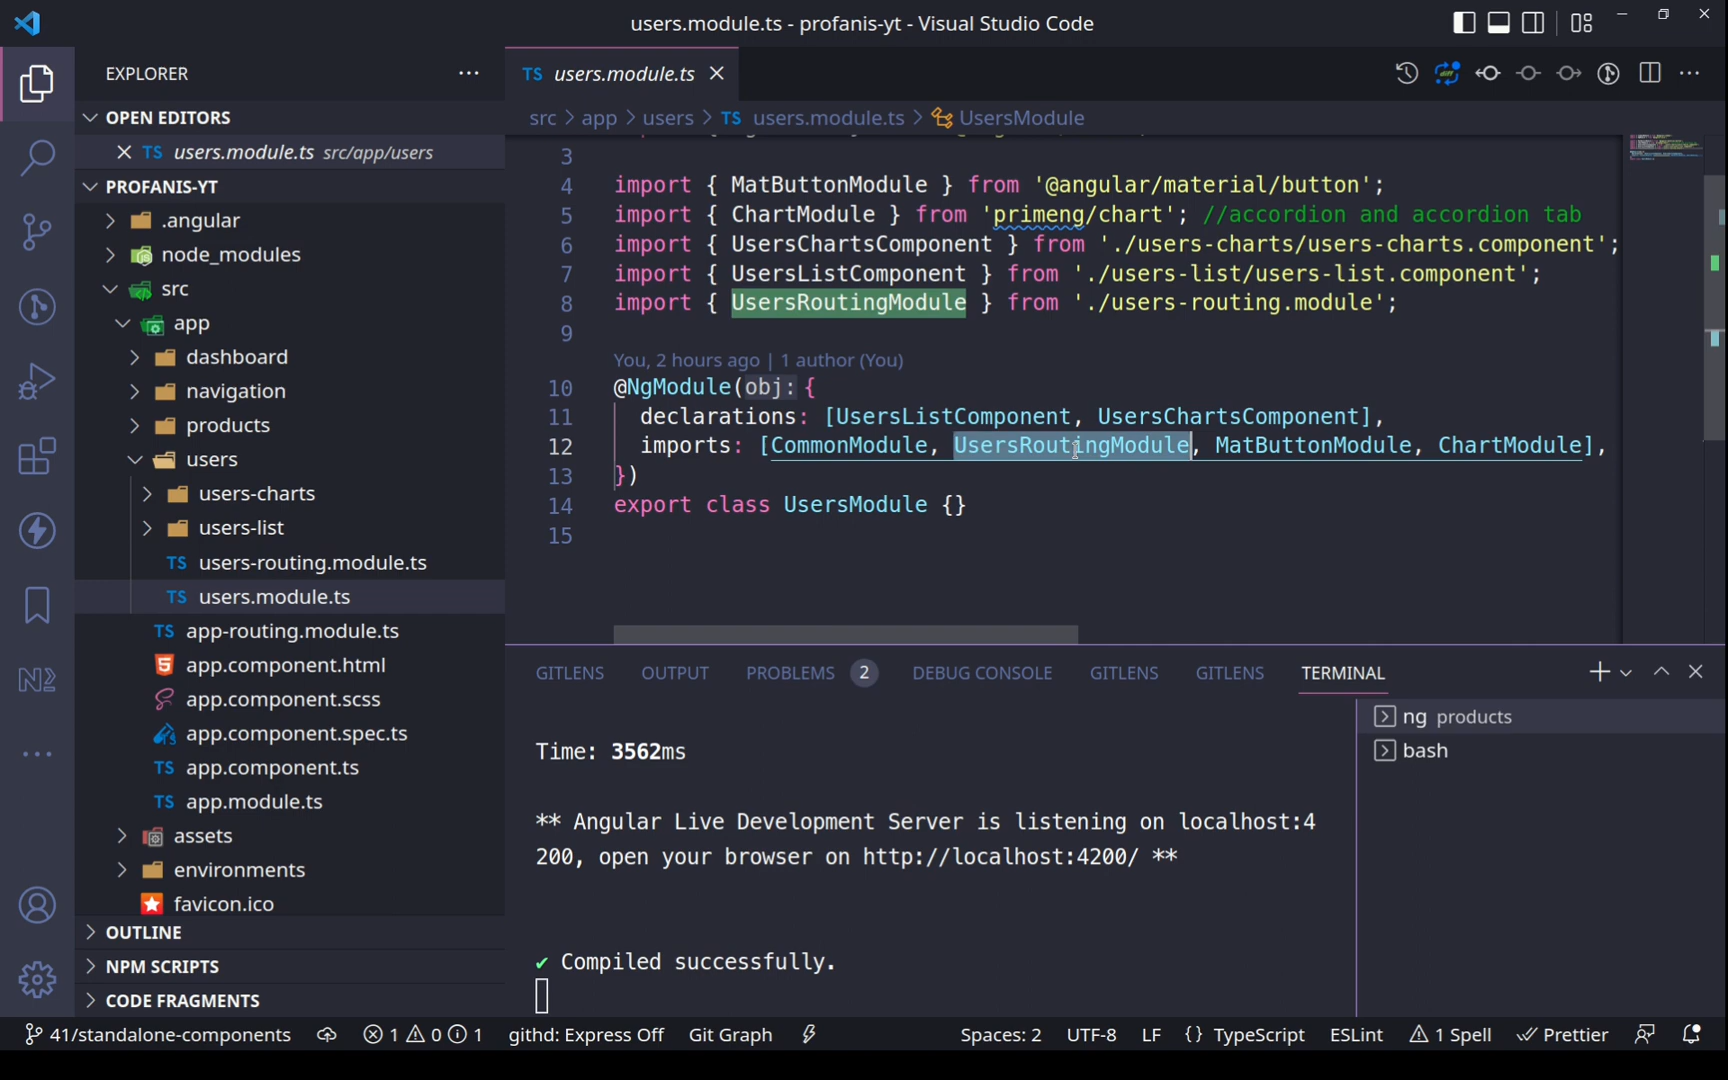 users.module.ts - profanis-yt - Visual Studio Code
EXPLORER
OPEN EDITORS
TS users.module.ts src/app/users
PROFANIS-YT
.angular
node_modules
src
app
dashboard
navigation
products
users
users-charts
users-list
TS users-routing.module.ts
TS users.module.ts
TS app-routing.module.ts
app.component.html
app.component.scss
app.component.spec.ts
TS app.component.ts
TS app.module.ts
assets
environments
favicon.ico
OUTLINE
NPM SCRIPTS
CODE FRAGMENTS
TS users.module.ts
src > app > users > TS users.module.ts > UsersModule
3
4 import { MatButtonModule } from '@angular/material/button';
5 import { ChartModule } from 'primeng/chart'; //accordion and accordion tab
6 import { UsersChartsComponent } from './users-charts/users-charts.component';
7 import { UsersListComponent } from './users-list/users-list.component';
8 import { UsersRoutingModule } from './users-routing.module';
9
You, 2 hours ago | 1 author (You)
10 @NgModule(obj: {
11 declarations: [UsersListComponent, UsersChartsComponent],
12 imports: [CommonModule, UsersRoutingModule, MatButtonModule, ChartModule],
13 })
14 export class UsersModule {}
15
GITLENS OUTPUT PROBLEMS 2 DEBUG CONSOLE GITLENS GITLENS TERMINAL
Time: 3562ms
** Angular Live Development Server is listening on localhost:4
200, open your browser on http://localhost:4200/ **
✔ Compiled successfully.
ng products
bash
41/standalone-components 1 0 1 githd: Express Off Git Graph Spaces: 2 UTF-8 LF {} TypeScript ESLint 1 Spell Prettier